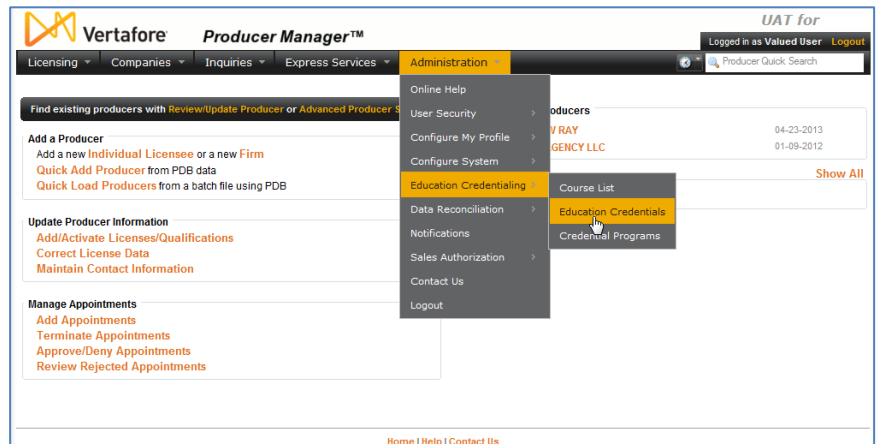 UAT for
Vertafore Producer Manager™
Logged in as Valued User Logout
Licensing Companies Inquiries Express Services Administration Producer Quick Search
Find existing producers with Review/Update Producer or Advanced Producer S
Add a Producer
Add a new Individual Licensee or a new Firm
Quick Add Producer from PDB data
Quick Load Producers from a batch file using PDB
Update Producer Information
Add/Activate Licenses/Qualifications
Correct License Data
Maintain Contact Information
Manage Appointments
Add Appointments
Terminate Appointments
Approve/Deny Appointments
Review Rejected Appointments
Online Help
User Security
Configure My Profile
Configure System
Education Credentialing
Data Reconciliation
Notifications
Sales Authorization
Contact Us
Logout
Course List
Education Credentials
Credential Programs
oducers
RAY 04-23-2013
GENCY LLC 01-09-2012
Show All
Home | Help | Contact Us